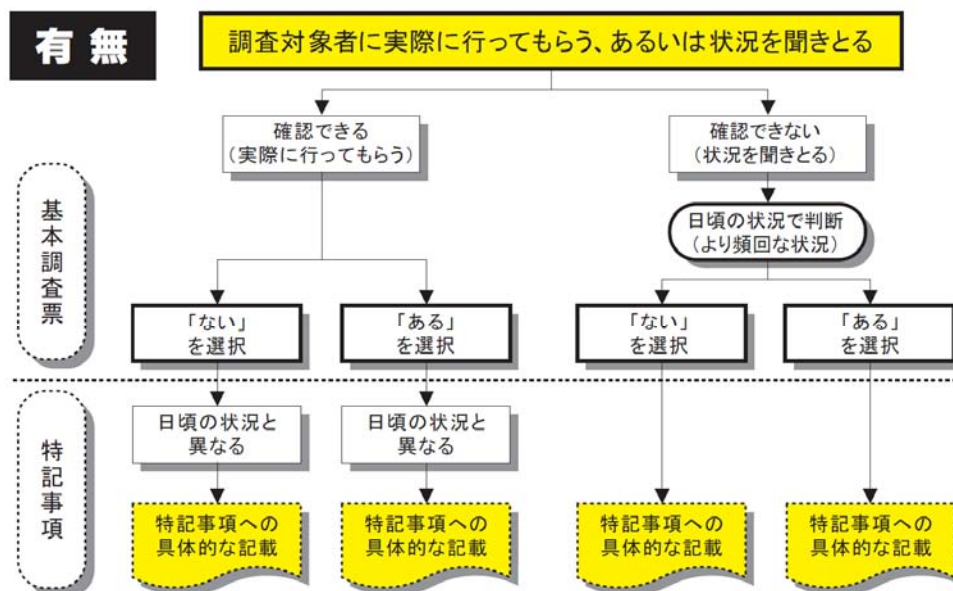 有無
調査対象者に実際に行ってもらう、あるいは状況を聞きとる
確認できる
(実際に行ってもらう)
確認できない
(状況を聞きとる)
日頃の状況で判断
(より頻回な状況)
基本調査票
「ない」
を選択
「ある」
を選択
「ない」
を選択
「ある」
を選択
特記事項
日頃の状況と
異なる
日頃の状況と
異なる
特記事項への
具体的な記載
特記事項への
具体的な記載
特記事項への
具体的な記載
特記事項への
具体的な記載